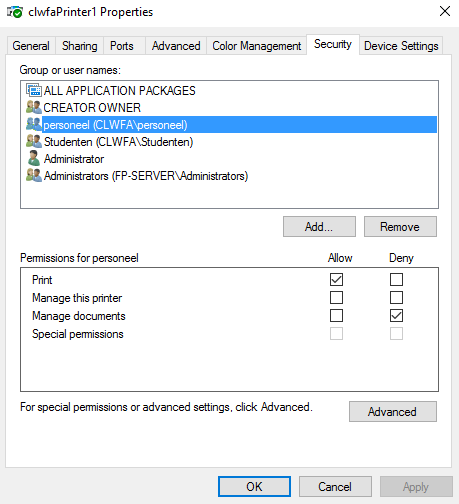 clwfaPrinter1 Properties
General Sharing Ports Advanced Color Management Security Device Settings
Group or user names:
ALL APPLICATION PACKAGES
CREATOR OWNER
personeel (CLWFA\personeel)
Studenten (CLWFA\Studenten)
Administrator
Administrators (FP-SERVER\Administrators)
Add... Remove
Permissions for personeel Allow Deny
Print
Manage this printer
Manage documents
Special permissions
For special permissions or advanced settings, click Advanced. Advanced
OK Cancel Apply